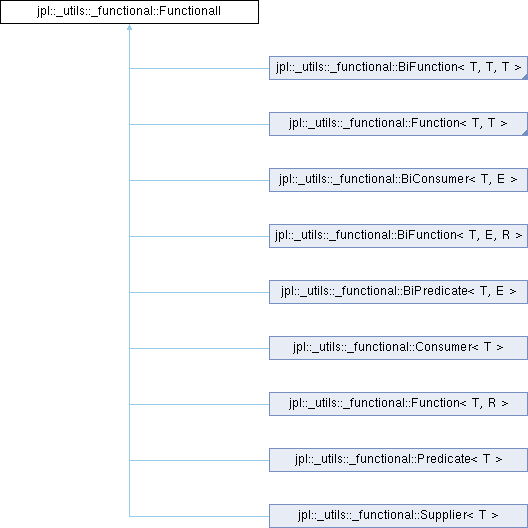 jpl::_utils::_functional::Functionall
jpl::_utils::_functional::BiFunction< T, T, T >
jpl::_utils::_functional::Function< T, T >
jpl::_utils::_functional::BiConsumer< T, E >
jpl::_utils::_functional::BiFunction< T, E, R >
jpl::_utils::_functional::BiPredicate< T, E >
jpl::_utils::_functional::Consumer< T >
jpl::_utils::_functional::Function< T, R >
jpl::_utils::_functional::Predicate< T >
jpl::_utils::_functional::Supplier< T >